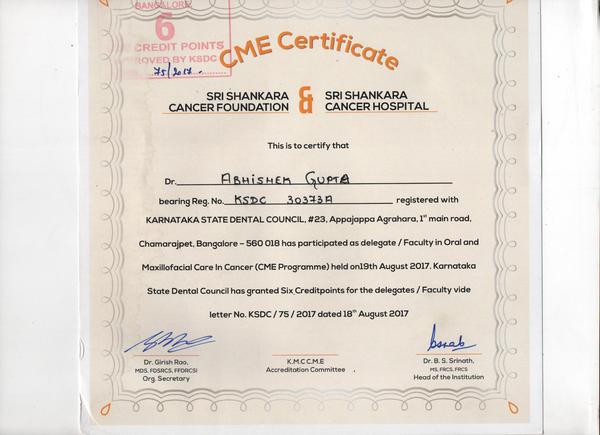 BANGALORE
6
CREDIT POINTS
ROVED BY KSDC
75/2017
CME Certificate
SRI SHANKARA CANCER FOUNDATION & SRI SHANKARA CANCER HOSPITAL
This is to certify that
Dr. ABHISHEK GUPTA
bearing Reg. No. KSDC 30373A registered with
KARNATAKA STATE DENTAL COUNCIL, #23, Appajappa Agrahara, 1st main road,
Chamarajpet, Bangalore – 560 018 has participated as delegate / Faculty in Oral and
Maxillofacial Care In Cancer (CME Programme) held on19th August 2017. Karnataka
State Dental Council has granted Six Creditpoints for the delegates / Faculty vide
letter No. KSDC / 75 / 2017 dated 18th August 2017
Dr. Girish Rao,
MDS, FDSRCS, FFDRCSI
Org. Secretary
K.M.C.C.M.E
Accreditation Committee
Dr. B. S. Srinath,
MS, FRCS, FRCS
Head of the Institution